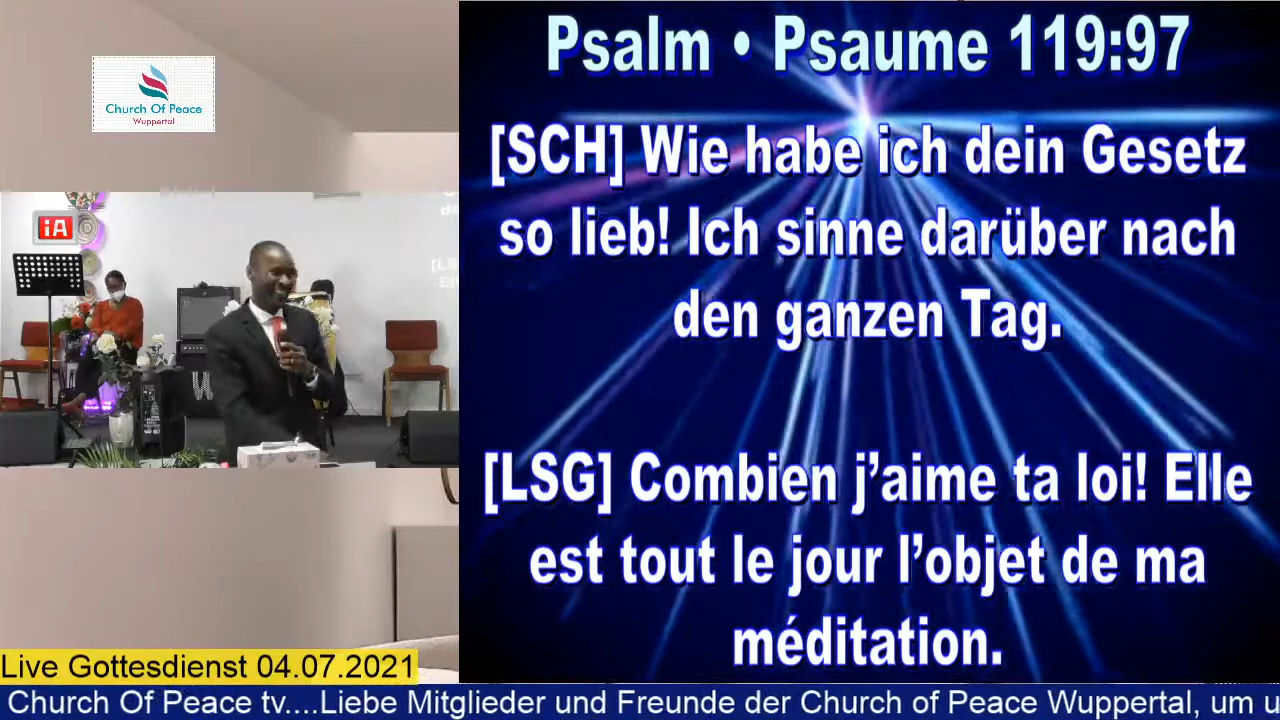 Church Of Peace
Wuppertal
iA
Psalm • Psaume 119:97
[SCH] Wie habe ich dein Gesetz
so lieb! Ich sinne darüber nach
den ganzen Tag.
[LSG] Combien j’aime ta loi! Elle
est tout le jour l’objet de ma
méditation.
Live Gottesdienst 04.07.2021
Church Of Peace tv....Liebe Mitglieder und Freunde der Church of Peace Wuppertal, um u